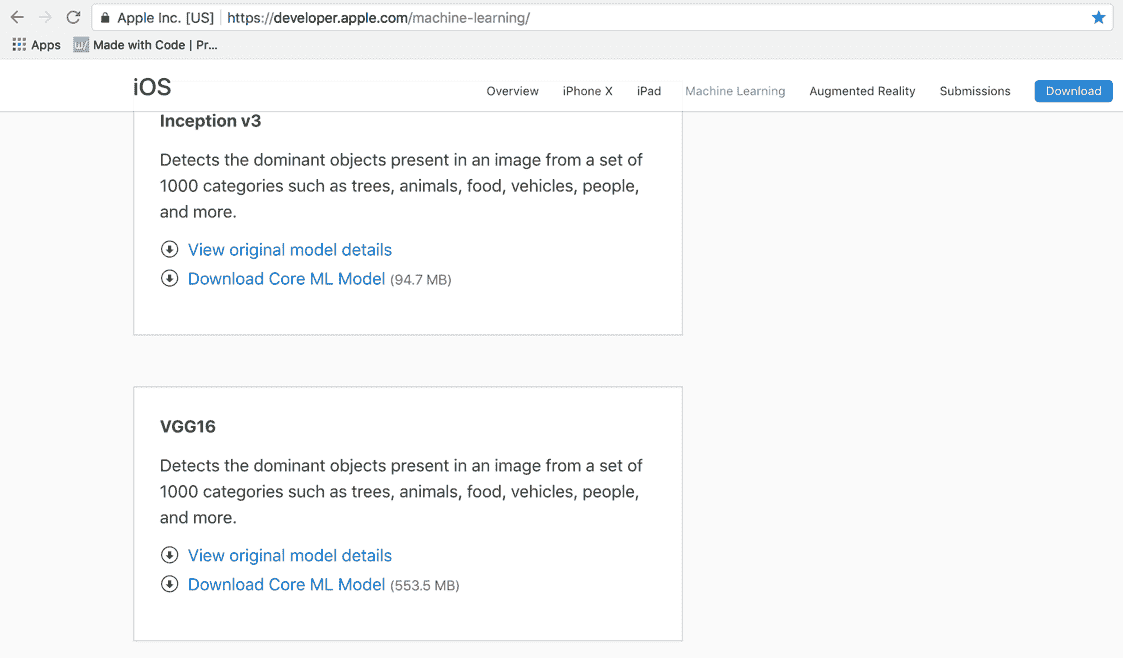 Apple Inc. [US] https://developer.apple.com/machine-learning/
Apps Made with Code | Pr...
iOS Overview iPhone X iPad Machine Learning Augmented Reality Submissions Download
Inception v3
Detects the dominant objects present in an image from a set of
1000 categories such as trees, animals, food, vehicles, people,
and more.
View original model details
Download Core ML Model (94.7 MB)
VGG16
Detects the dominant objects present in an image from a set of
1000 categories such as trees, animals, food, vehicles, people,
and more.
View original model details
Download Core ML Model (553.5 MB)